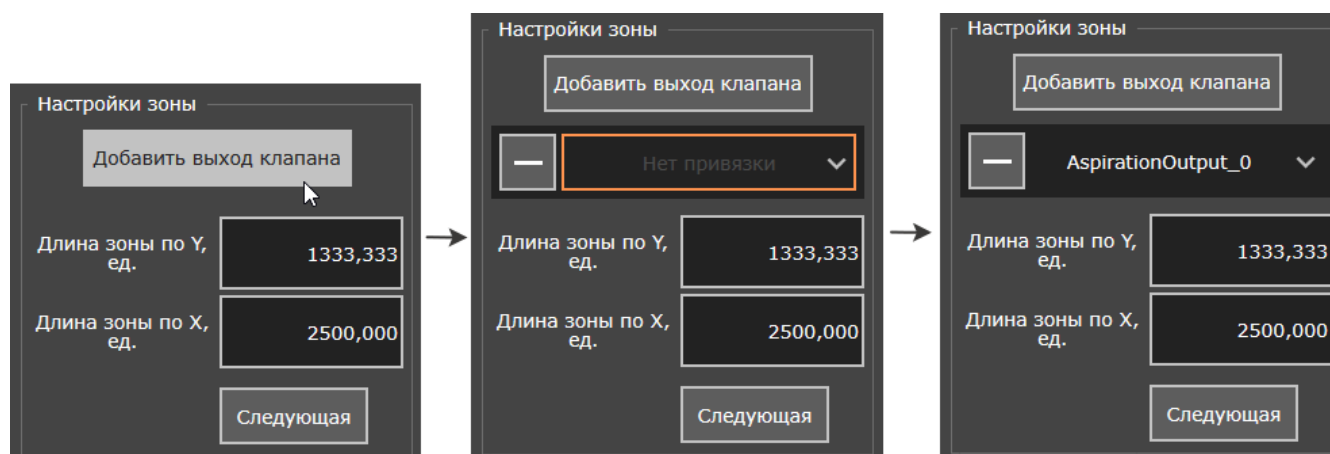 Настройки зоны
Добавить выход клапана
Длина зоны по Y,
ед.
1333,333
Длина зоны по X,
ед.
2500,000
Следующая
Настройки зоны
Добавить выход клапана
Нет привязки
Длина зоны по Y,
ед.
1333,333
Длина зоны по X,
ед.
2500,000
Следующая
Настройки зоны
Добавить выход клапана
AspirationOutput_0
Длина зоны по Y,
ед.
1333,333
Длина зоны по X,
ед.
2500,000
Следующая